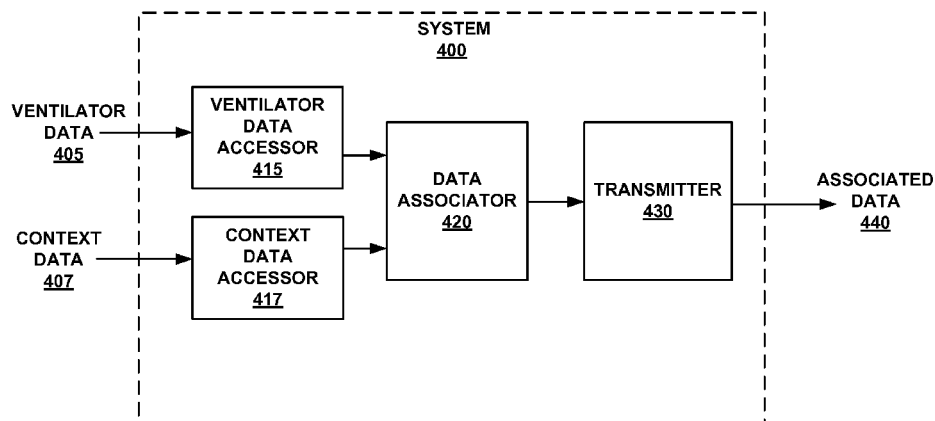 SYSTEM
400
VENTILATOR
DATA
405
VENTILATOR
DATA
ACCESSOR
415
CONTEXT
DATA
407
CONTEXT
DATA
ACCESSOR
417
DATA
ASSOCIATOR
420
TRANSMITTER
430
ASSOCIATED
DATA
440